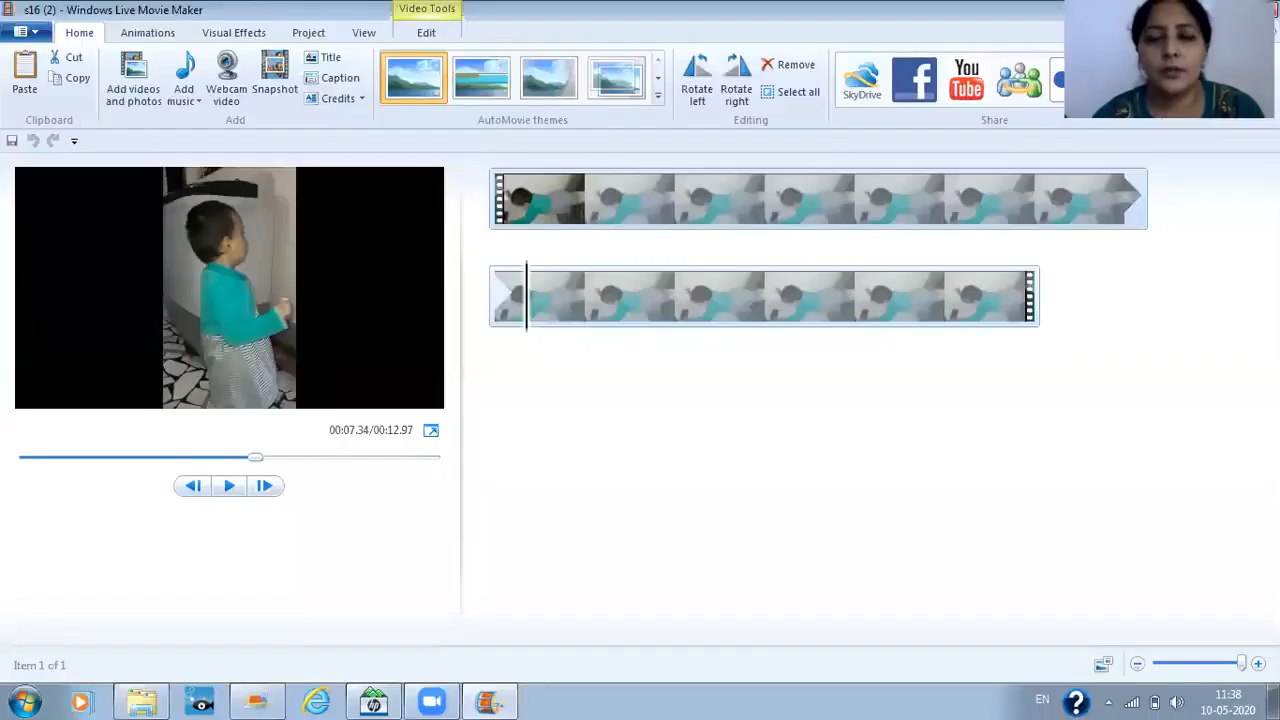 s16 (2) - Windows Live Movie Maker
Video Tools
Home
Animations
Visual Effects
Project
View
Edit
Paste
Cut
Copy
Clipboard
Add videos
and photos
Add
music
Webcam
video
Snapshot
Title
Caption
Credits
Add
AutoMovie themes
Rotate
left
Rotate
right
Remove
Select all
Editing
SkyDrive
f
You
Tube
Share
00:07.34/00:12.97
Item 1 of 1
hp
EN
?
11:38
10-05-2020